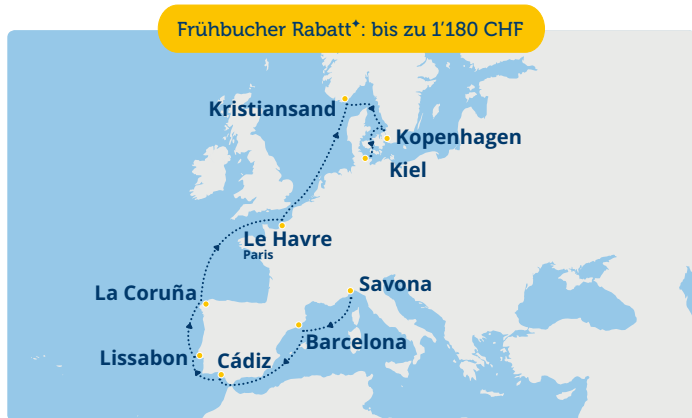 Frühbucher Rabatt✦: bis zu 1’180 CHF
Kristiansand
Kopenhagen
Kiel
Le Havre
Paris
Savona
La Coruña
Barcelona
Lissabon
Cádiz